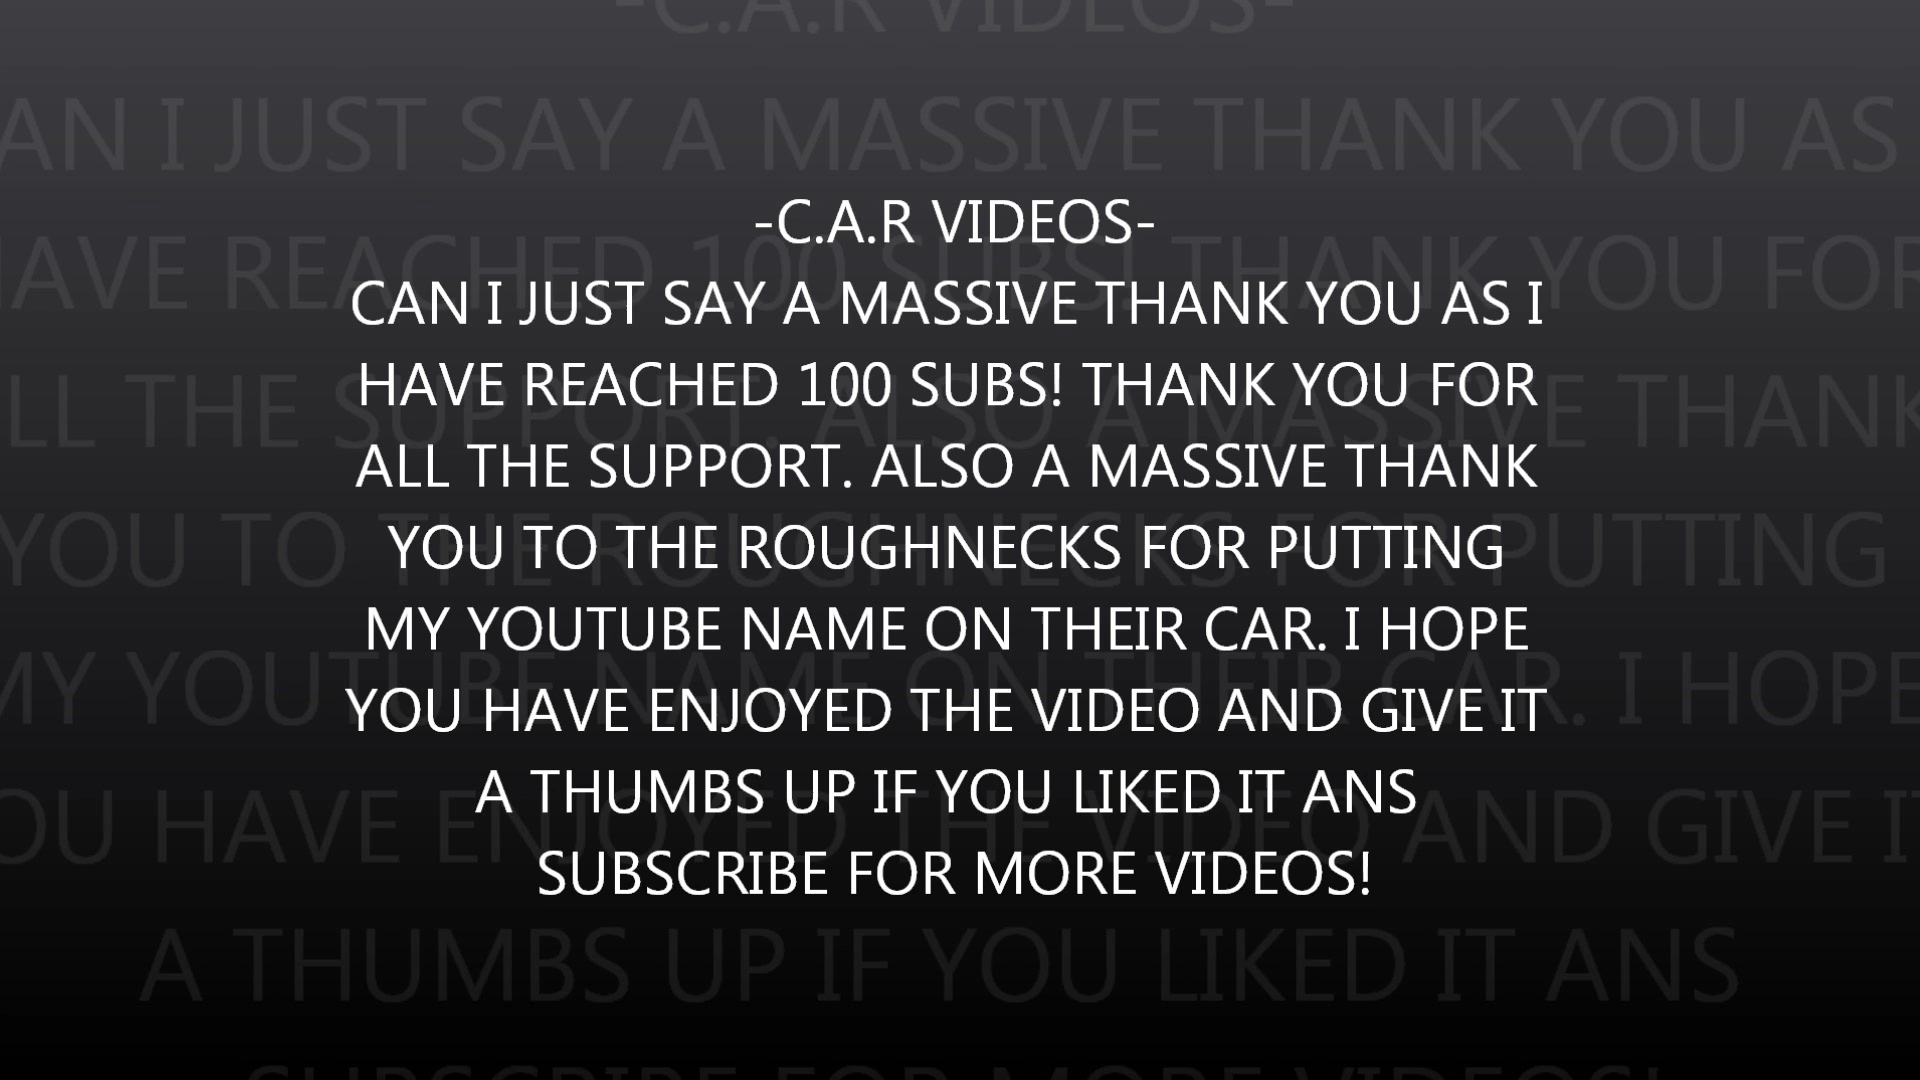 -C.A.R VIDEOS-
CAN I JUST SAY A MASSIVE THANK YOU AS I
HAVE REACHED 100 SUBS! THANK YOU FOR
ALL THE SUPPORT. ALSO A MASSIVE THANK
YOU TO THE ROUGHNECKS FOR PUTTING
MY YOUTUBE NAME ON THEIR CAR. I HOPE
YOU HAVE ENJOYED THE VIDEO AND GIVE IT
A THUMBS UP IF YOU LIKED IT ANS
SUBSCRIBE FOR MORE VIDEOS!